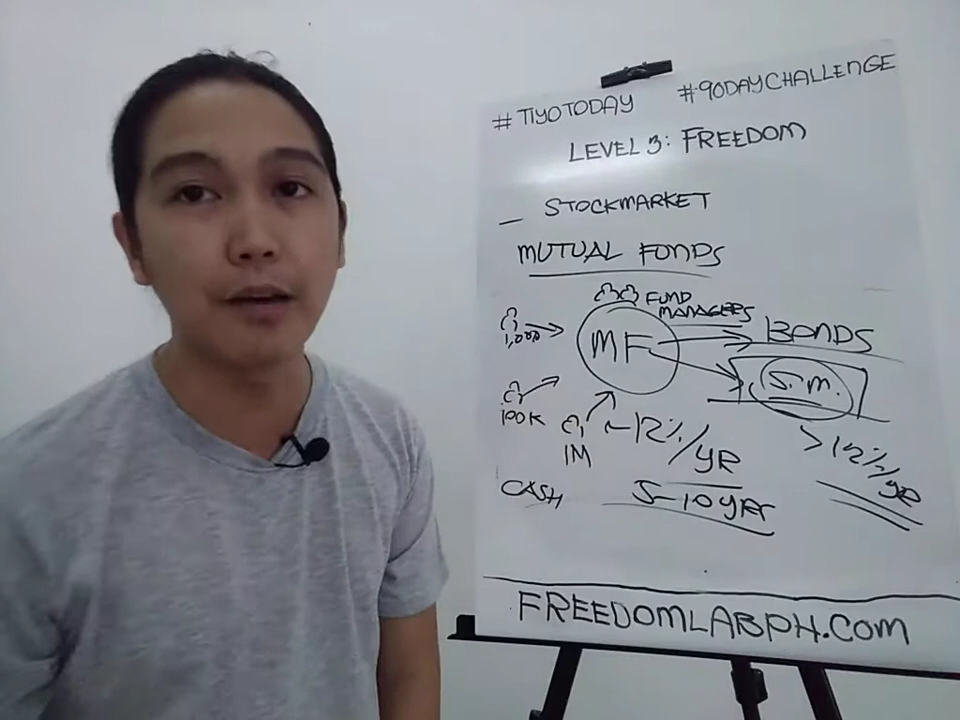 #TIYOTODAY #90DAYCHALLENGE
LEVEL 3: FREEDOM
STOCKMARKET
MUTUAL FONDS
FUND
MANAGERS
1,000
MF
BONDS
S.M.
100K
1M
~12%/YR
>12%/YR
CASH
5-10 YRS
FREEDOMLABPH.COM